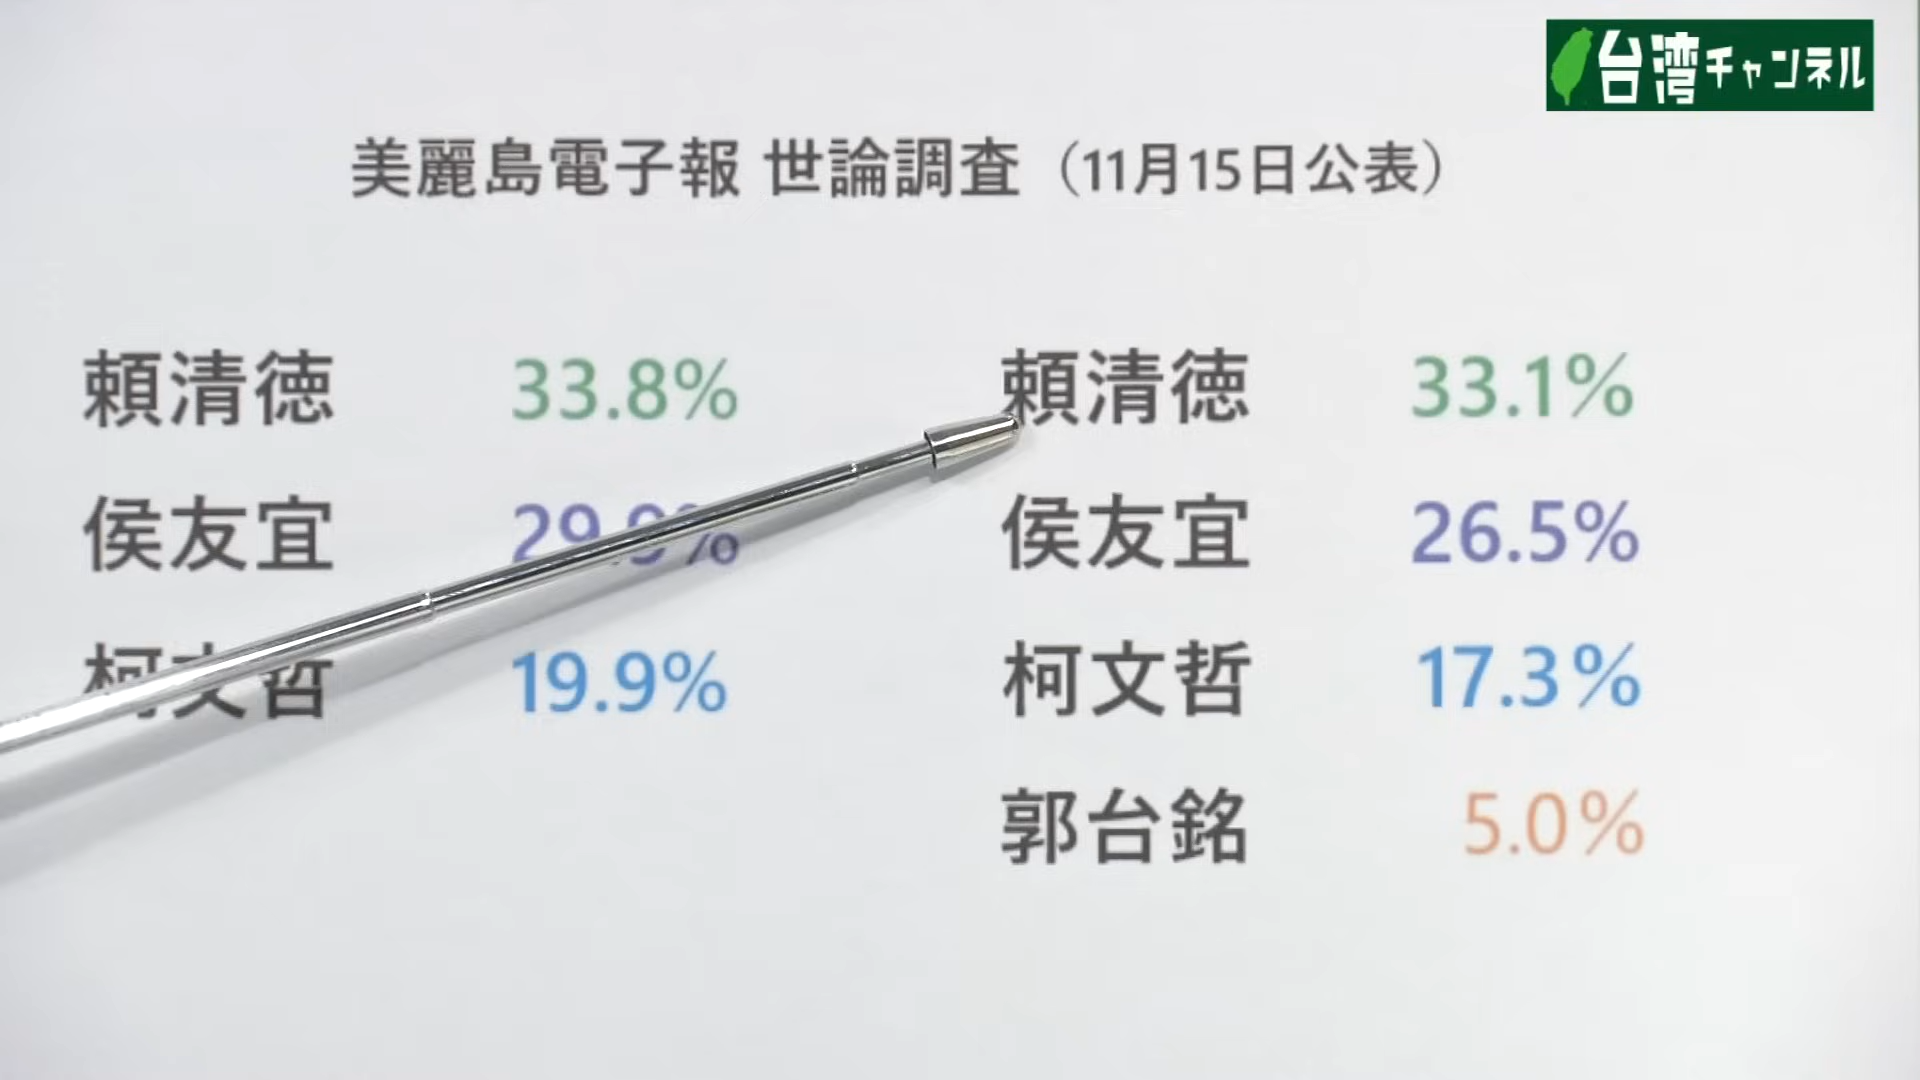 台湾チャンネル
美麗島電子報 世論調査（11月15日公表）
頼清徳 33.8% 頼清徳 33.1%
侯友宜 29.9% 侯友宜 26.5%
柯文哲 19.9% 柯文哲 17.3%
郭台銘 5.0%